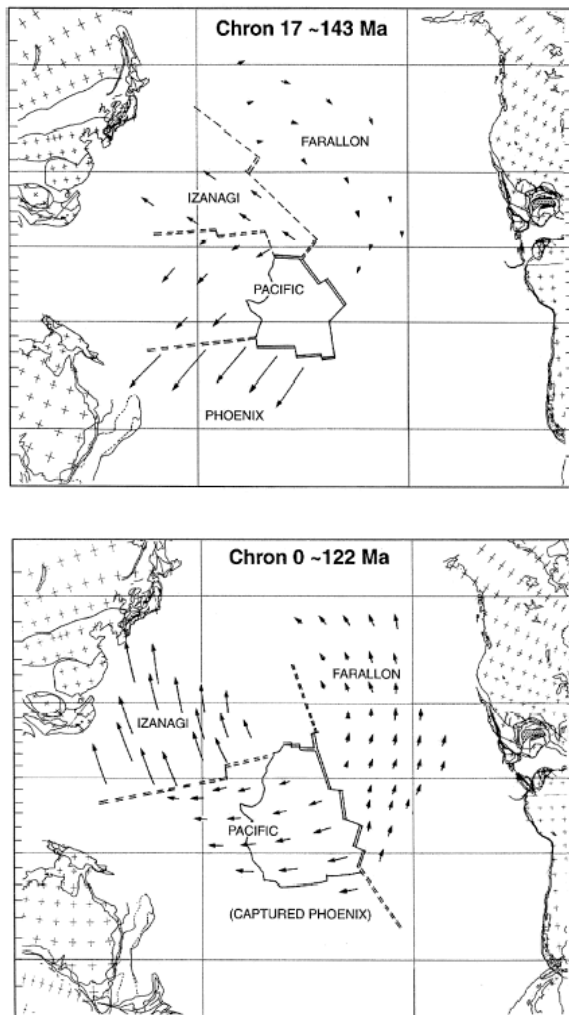 Chron 17 ~143 Ma
FARALLON
IZANAGI
PACIFIC
PHOENIX
Chron 0 ~122 Ma
FARALLON
IZANAGI
PACIFIC
(CAPTURED PHOENIX)